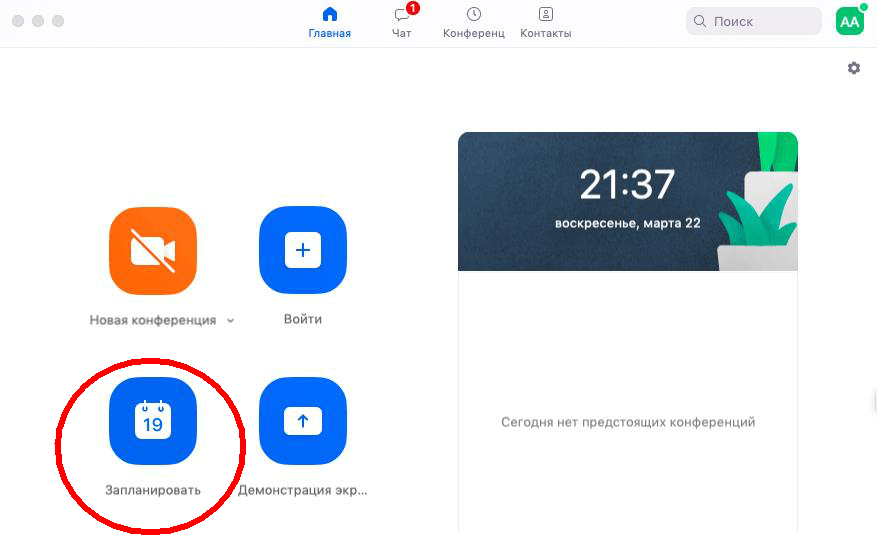 1
Главная
Чат
Конференц
Контакты
Поиск
AA
21:37
воскресенье, марта 22
Новая конференция
Войти
19
Запланировать
Демонстрация экр...
Сегодня нет предстоящих конференций